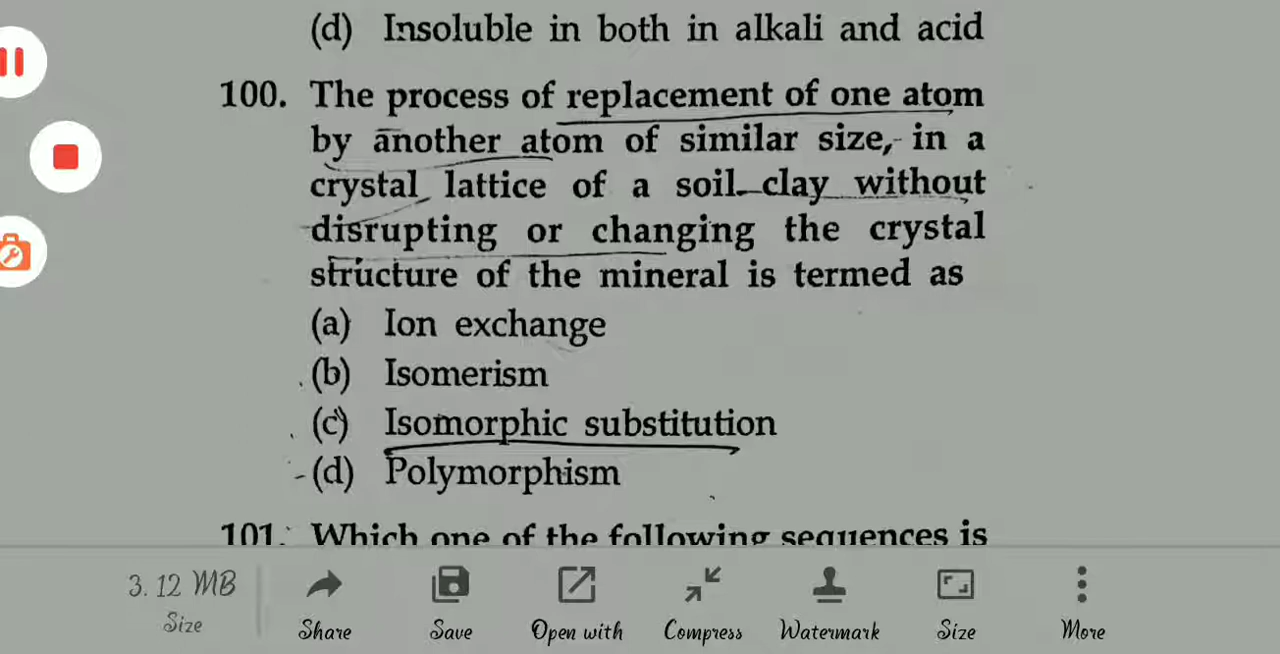 (d) Insoluble in both in alkali and acid
100. The process of replacement of one atom
by another atom of similar size, in a
crystal lattice of a soil clay without
disrupting or changing the crystal
structure of the mineral is termed as
(a) Ion exchange
(b) Isomerism
(c) Isomorphic substitution
(d) Polymorphism
101. Which one of the following sequences is
3.12 MB
Size
Share
Save
Open with
Compress
Watermark
Size
More